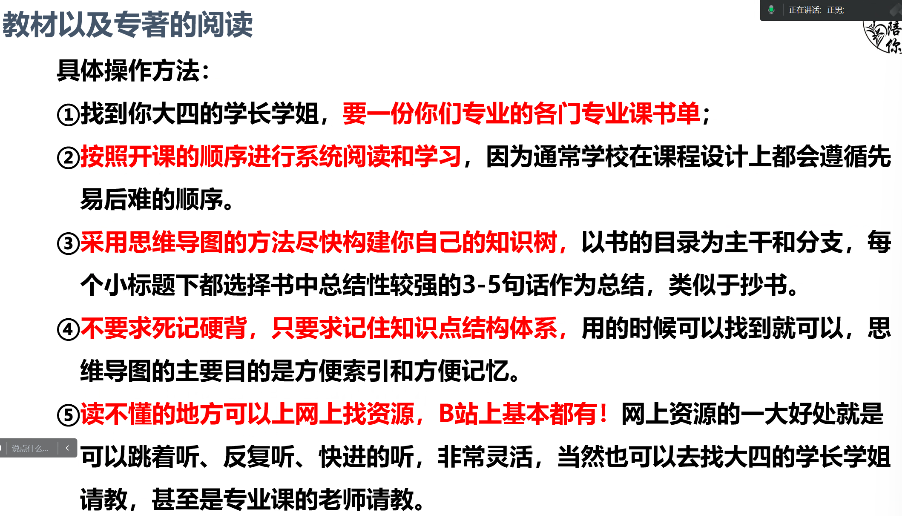 教材以及专著的阅读
正在讲话: 正思;
陪
你
具体操作方法：
①找到你大四的学长学姐，要一份你们专业的各门专业课书单；
②按照开课的顺序进行系统阅读和学习，因为通常学校在课程设计上都会遵循先
易后难的顺序。
③采用思维导图的方法尽快构建你自己的知识树，以书的目录为主干和分支，每
个小标题下都选择书中总结性较强的3-5句话作为总结，类似于抄书。
④不要求死记硬背，只要求记住知识点结构体系，用的时候可以找到就可以，思
维导图的主要目的是方便索引和方便记忆。
⑤读不懂的地方可以上网上找资源，B站上基本都有！网上资源的一大好处就是
说点什么...
可以跳着听、反复听、快进的听，非常灵活，当然也可以去找大四的学长学姐
请教，甚至是专业课的老师请教。